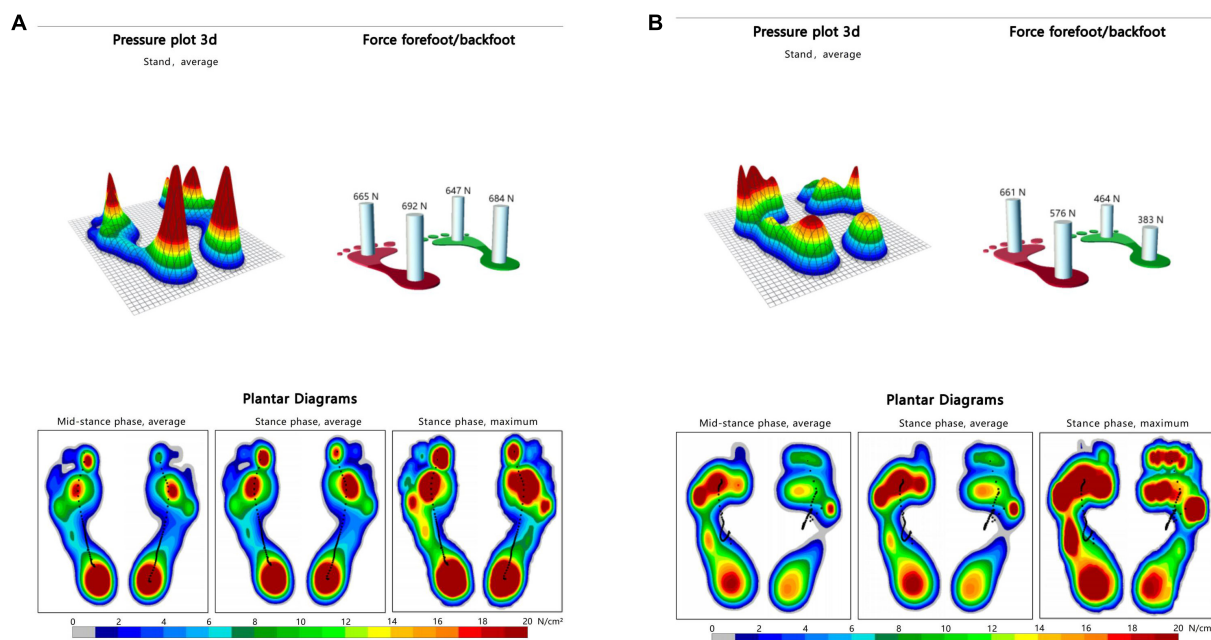 A
Pressure plot 3d
Force forefoot/backfoot
Stand, average
665 N
692 N
647 N
684 N
Plantar Diagrams
Mid-stance phase, average
Stance phase, average
Stance phase, maximum
0 2 4 6 8 10 12 14 16 18 20 N/cm²
B
Pressure plot 3d
Force forefoot/backfoot
Stand, average
661 N
576 N
464 N
383 N
Plantar Diagrams
Mid-stance phase, average
Stance phase, average
Stance phase, maximum
0 2 4 6 8 10 12 14 16 18 20 N/cm